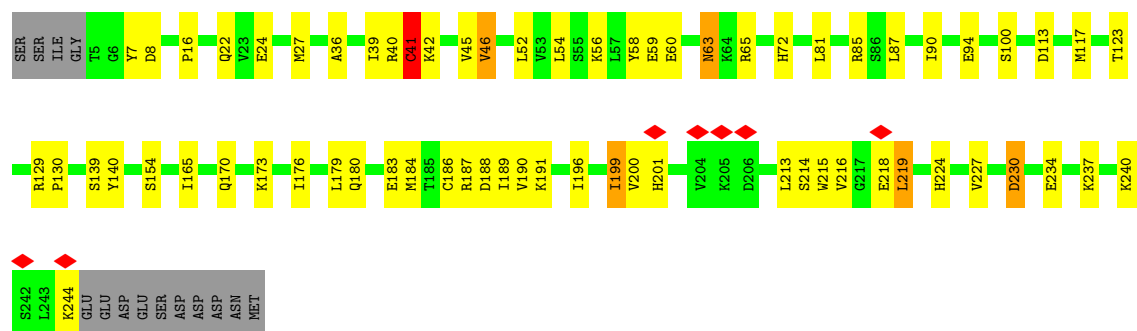 SER SER ILE GLY T5 G6 Y7 D8 P16 Q22 V23 E24 M27 A36 I39 R40 C41 K42 V45 V46 L52 V53 L54 S55 K56 L57 Y58 E59 E60 N63 K64 R65 H72 L81 R85 S86 L87 I90 E94 S100 D113 M117 T123
R129 P130 S139 Y140 S154 I165 Q170 K173 I176 L179 Q180 E183 M184 T185 C186 R187 D188 I189 V190 K191 I196 I199 V200 H201 V204 K205 D206 L213 S214 W215 V216 G217 E218 L219 H224 V227 D230 E234 K237 K240
S242 L243 K244 GLU GLU ASP GLU SER ASP ASP ASP ASN MET